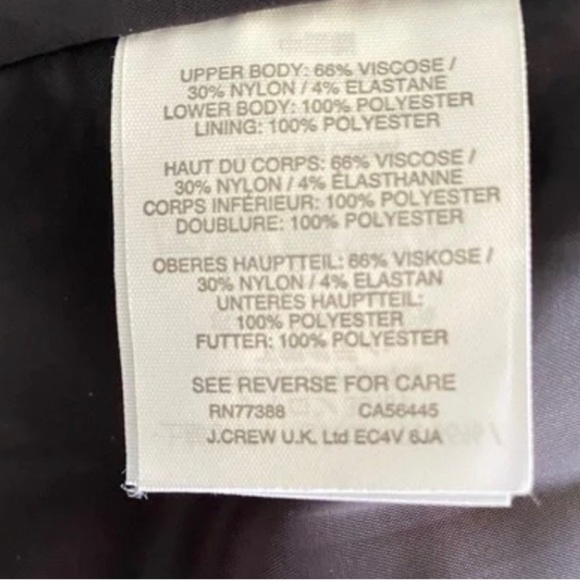 UPPER BODY: 66% VISCOSE /
30% NYLON / 4% ELASTANE
LOWER BODY: 100% POLYESTER
LINING: 100% POLYESTER
HAUT DU CORPS: 66% VISCOSE /
30% NYLON / 4% ÉLASTHANNE
CORPS INFÉRIEUR: 100% POLYESTER
DOUBLURE: 100% POLYESTER
OBERES HAUPTTEIL: 66% VISKOSE /
30% NYLON / 4% ELASTAN
UNTERES HAUPTTEIL:
100% POLYESTER
FUTTER: 100% POLYESTER
SEE REVERSE FOR CARE
RN77388 CA56445
J.CREW U.K. Ltd EC4V 6JA